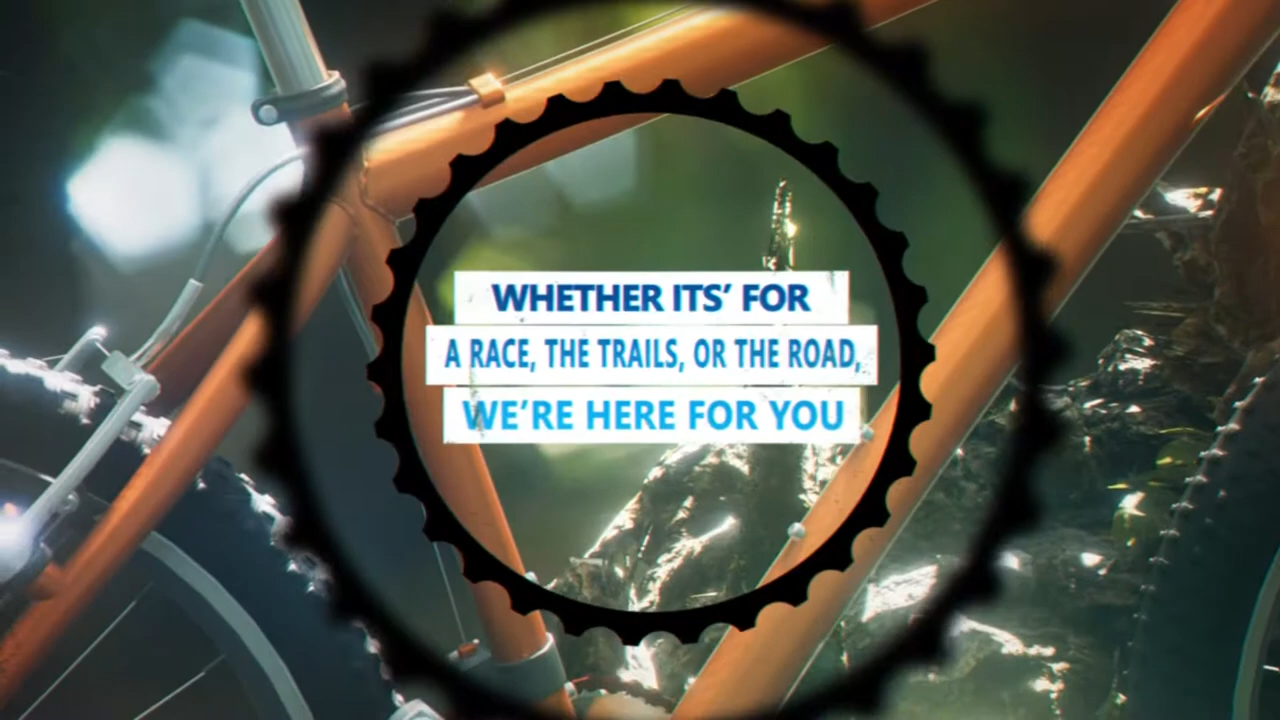 WHETHER ITS’ FOR
A RACE, THE TRAILS, OR THE ROAD,
WE’RE HERE FOR YOU